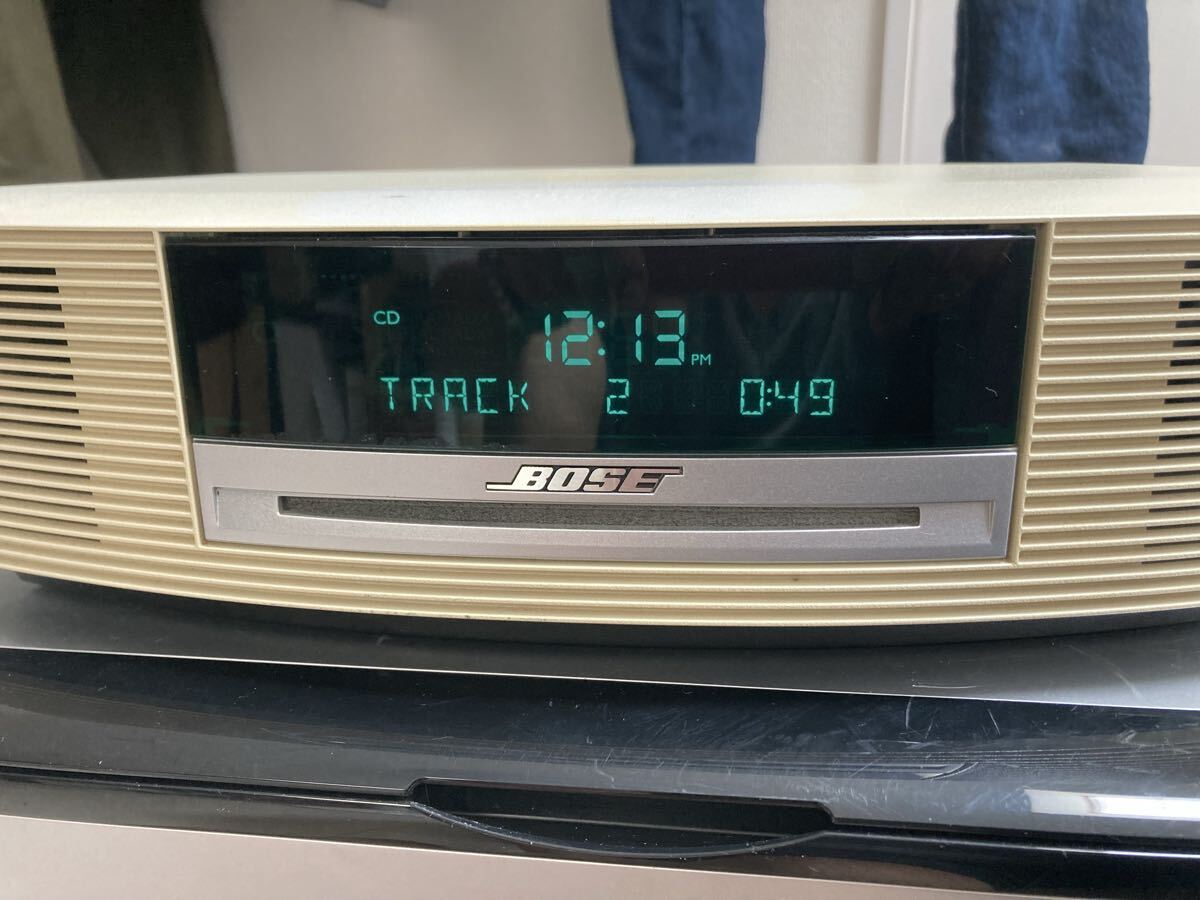 CD
12:13 PM
TRACK 2 0:49
BOSE